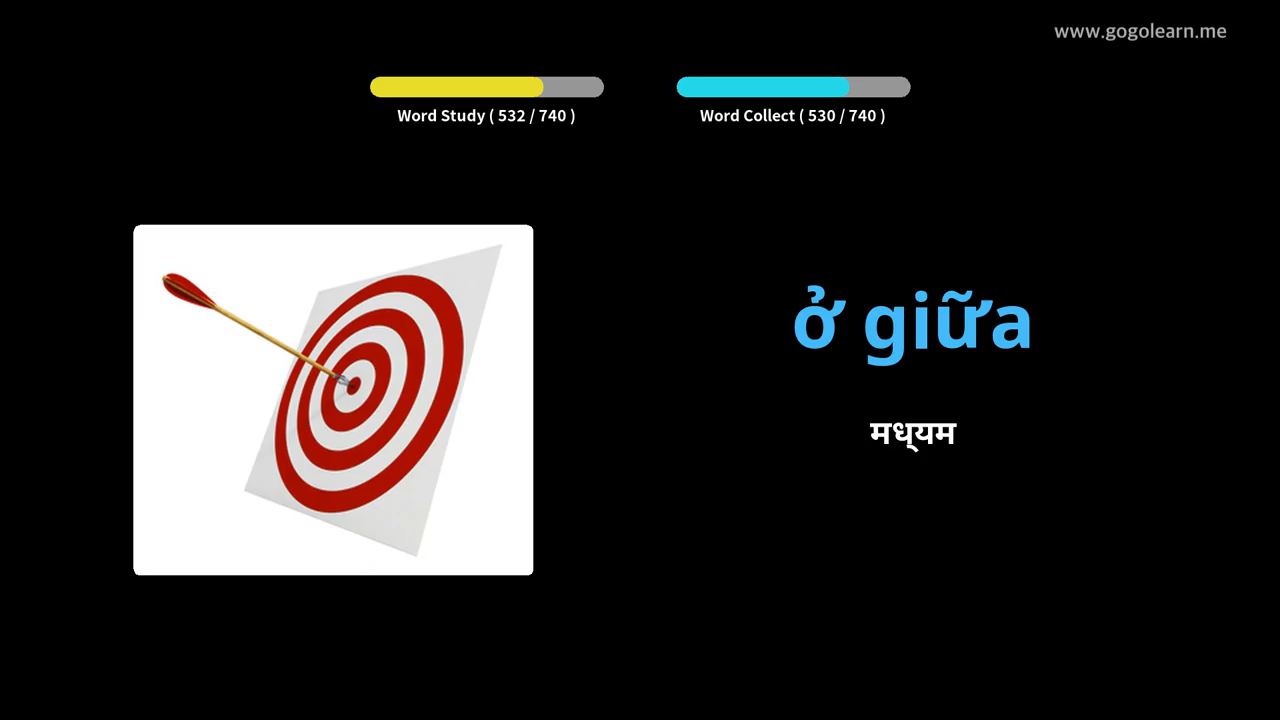 www.gogolearn.me
Word Study ( 532 / 740 )
Word Collect ( 530 / 740 )
ở giữa
मध्यम